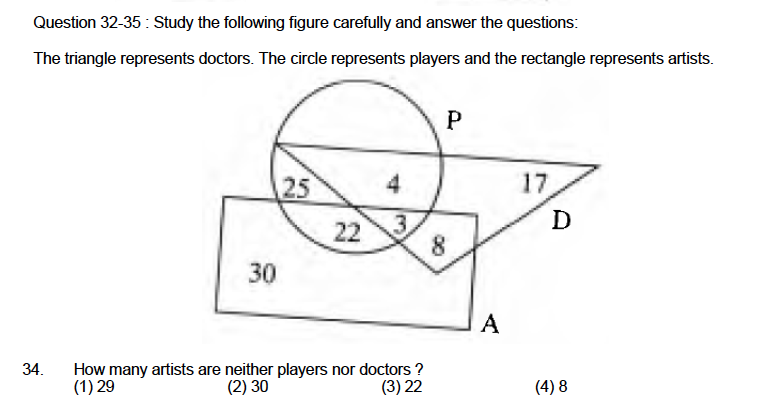 Question 32-35 : Study the following figure carefully and answer the questions:
The triangle represents doctors. The circle represents players and the rectangle represents artists.
P
25 4 17
22 3 D
8
30
A
34. How many artists are neither players nor doctors ?
(1) 29 (2) 30 (3) 22 (4) 8